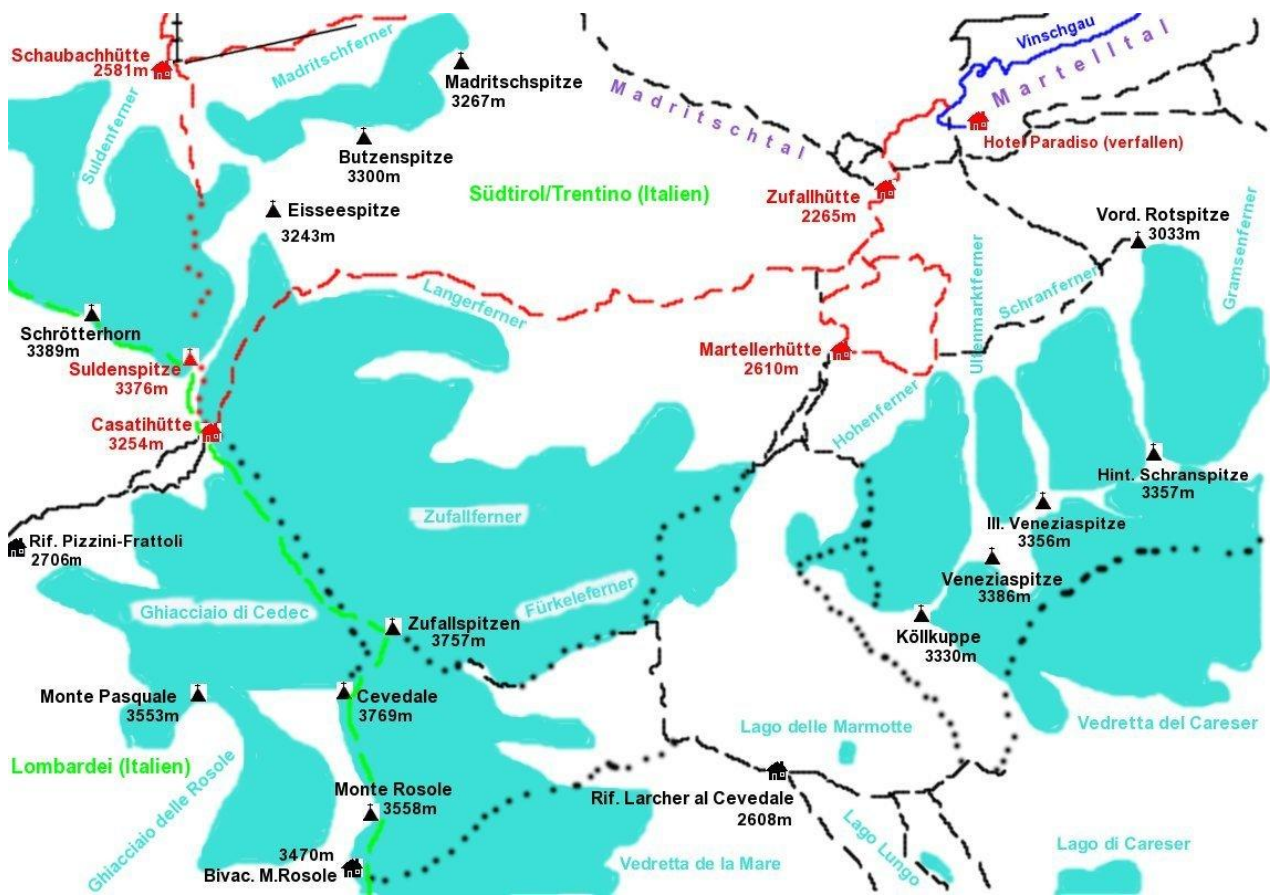 Schaubachhütte
2581m
Madritschferner
Madritschspitze
3267m
Vinschgau
Martelltal
Madritschtal
Hotel Paradiso (verfallen)
Suldenferner
Butzenspitze
3300m
Südtirol/Trentino (Italien)
Zufallhütte
2265m
Eisseespitze
3243m
Vord. Rotspitze
3033m
Gramsenferner
Ultenmarktferner
Schranferner
Langerferner
Schrötterhorn
3389m
Suldenspitze
3376m
Martellerhütte
2610m
Casatihütte
3254m
Hohenferner
Hint. Schranspitze
3357m
Zufallferner
III. Veneziaspitze
3356m
Rif. Pizzini-Frattoli
2706m
Veneziaspitze
3386m
Ghiacciaio di Cedec
Fürkeleferner
Zufallspitzen
3757m
Köllkuppe
3330m
Monte Pasquale
3553m
Cevedale
3769m
Lago delle Marmotte
Vedretta del Careser
Lombardei (Italien)
Ghiacciaio delle Rosole
Monte Rosole
3558m
Rif. Larcher al Cevedale
2608m
3470m
Bivac. M.Rosole
Vedretta de la Mare
Lago Lungo
Lago di Careser